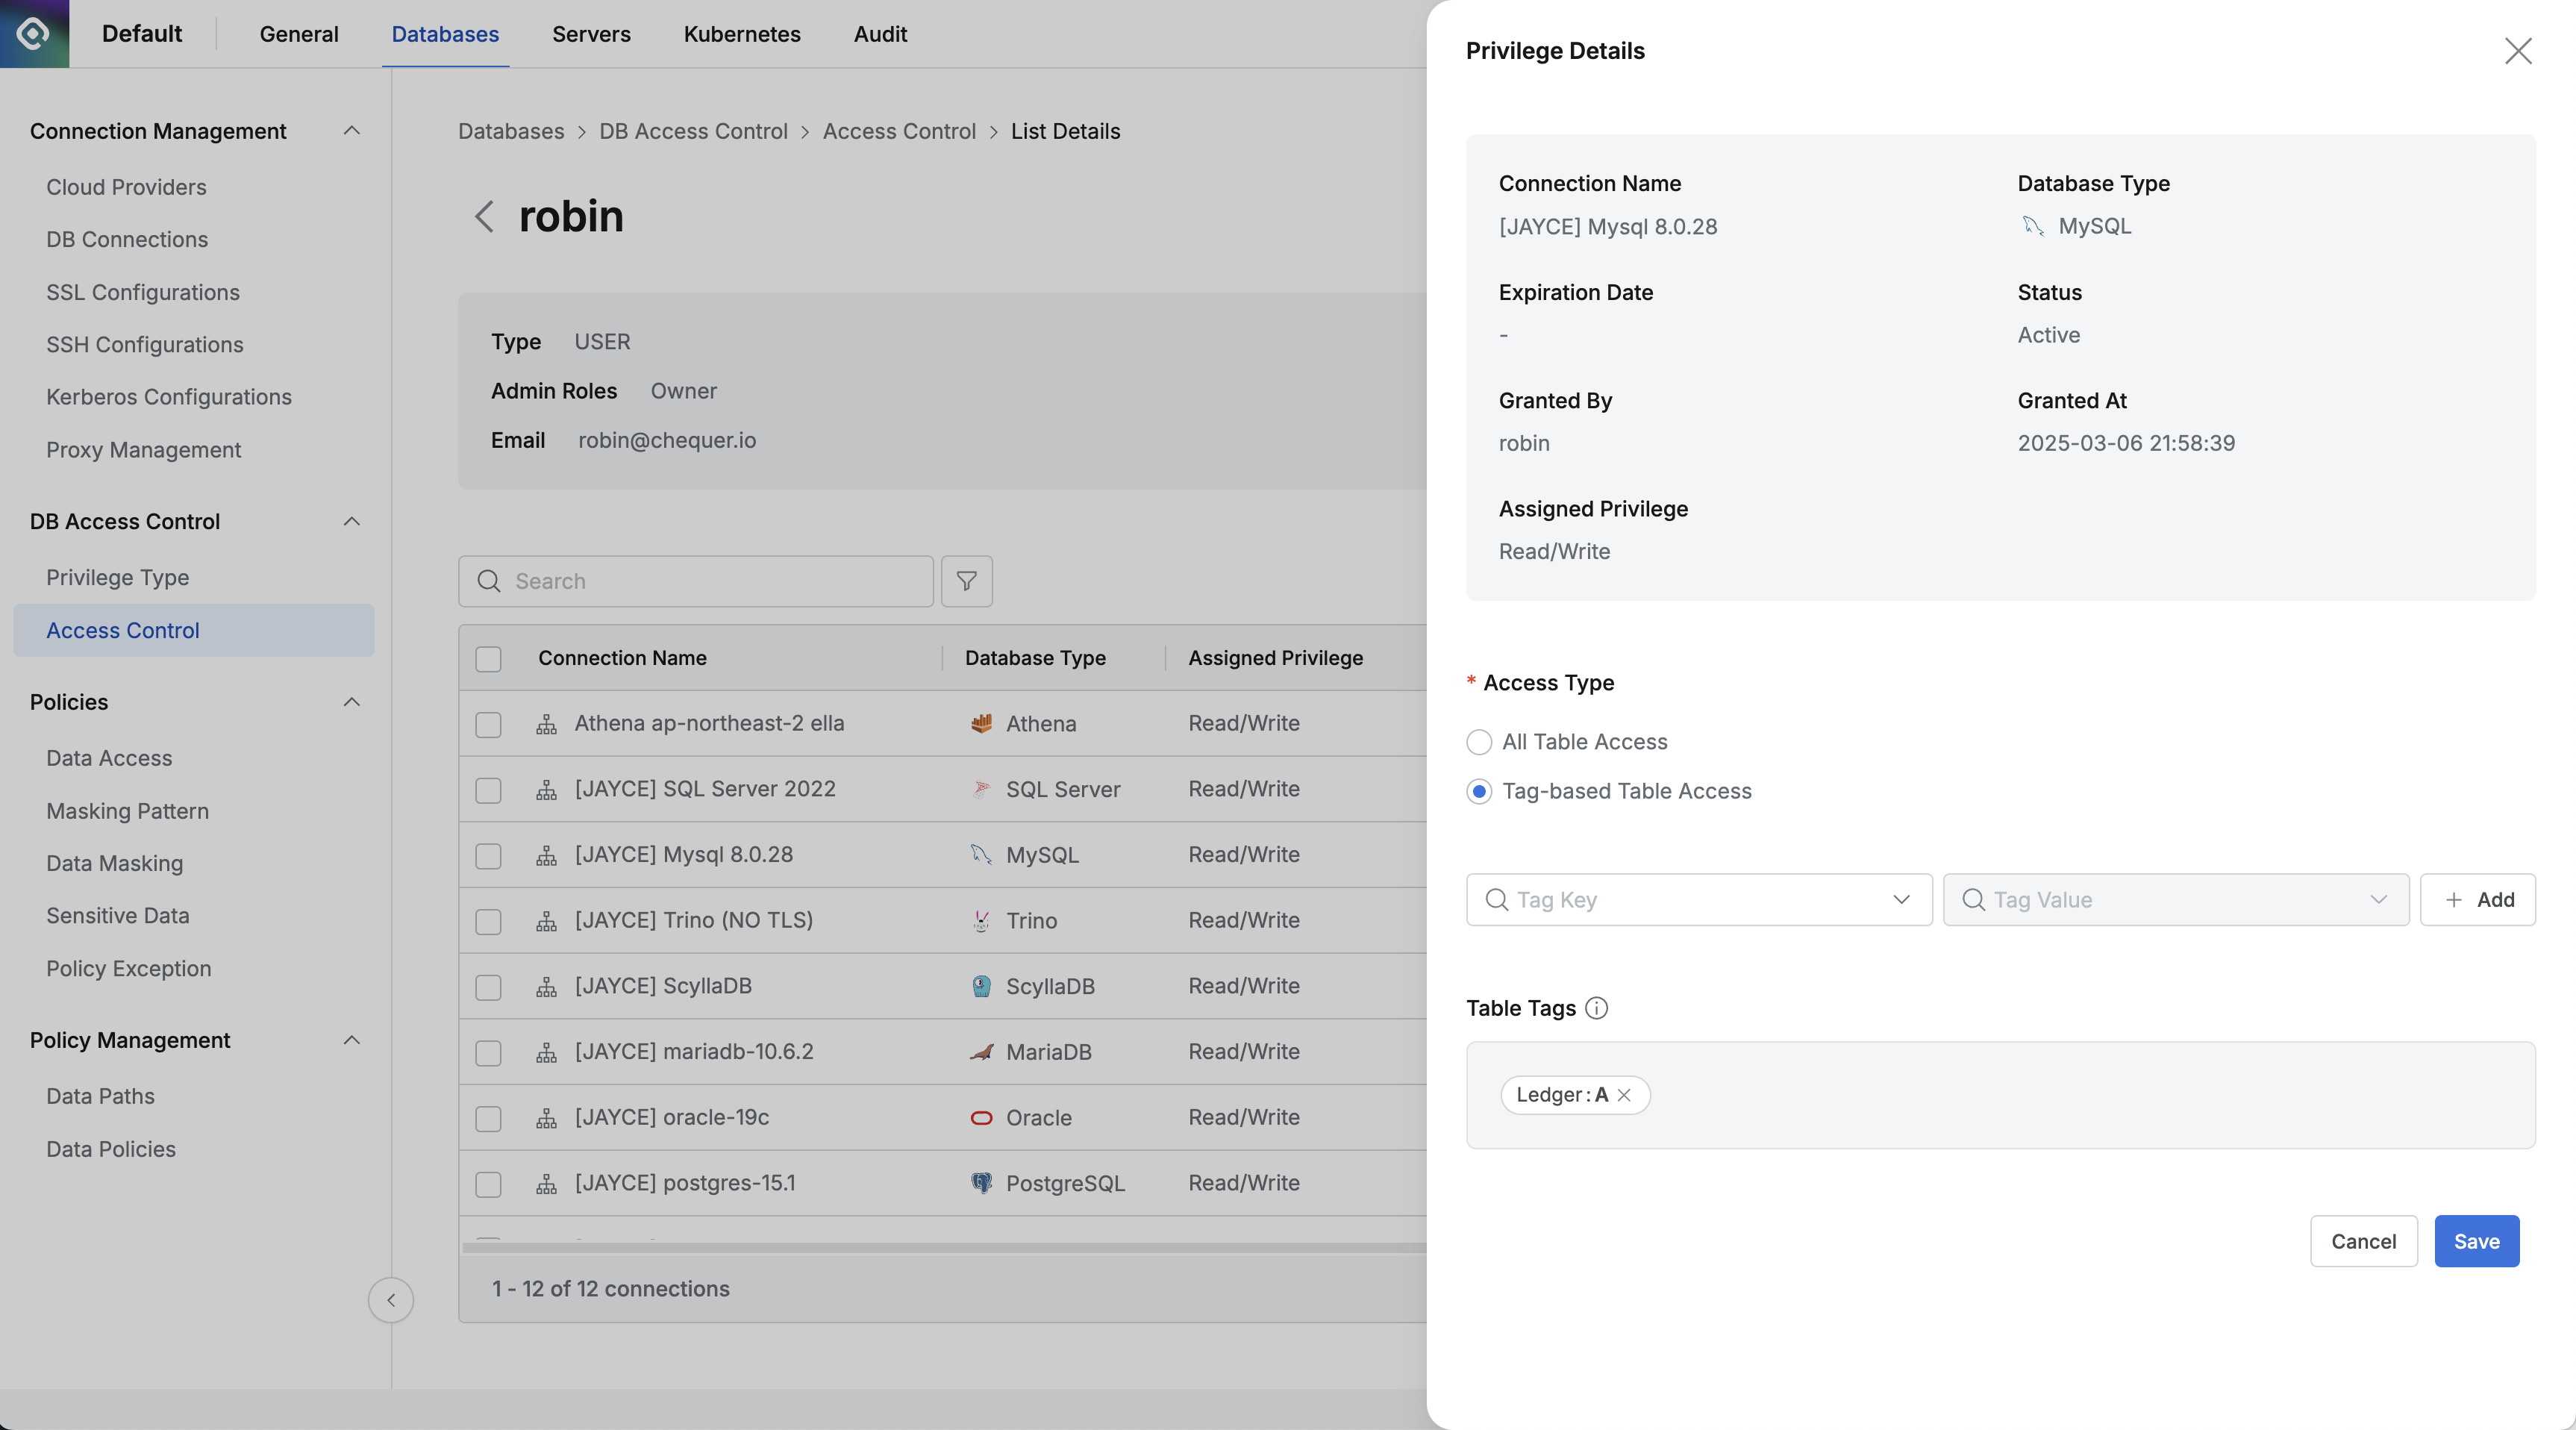 Default
General
Databases
Servers
Kubernetes
Audit
Connection Management
Cloud Providers
DB Connections
SSL Configurations
SSH Configurations
Kerberos Configurations
Proxy Management
DB Access Control
Privilege Type
Access Control
Policies
Data Access
Masking Pattern
Data Masking
Sensitive Data
Policy Exception
Policy Management
Data Paths
Data Policies
Databases > DB Access Control > Access Control > List Details
robin
Type USER
Admin Roles Owner
Email robin@chequer.io
Search
Connection Name Database Type Assigned Privilege
Athena ap-northeast-2 ella Athena Read/Write
[JAYCE] SQL Server 2022 SQL Server Read/Write
[JAYCE] Mysql 8.0.28 MySQL Read/Write
[JAYCE] Trino (NO TLS) Trino Read/Write
[JAYCE] ScyllaDB ScyllaDB Read/Write
[JAYCE] mariadb-10.6.2 MariaDB Read/Write
[JAYCE] oracle-19c Oracle Read/Write
[JAYCE] postgres-15.1 PostgreSQL Read/Write
1 - 12 of 12 connections
Privilege Details
Connection Name
[JAYCE] Mysql 8.0.28
Database Type
MySQL
Expiration Date
-
Status
Active
Granted By
robin
Granted At
2025-03-06 21:58:39
Assigned Privilege
Read/Write
* Access Type
All Table Access
Tag-based Table Access
Tag Key
Tag Value
+ Add
Table Tags
Ledger : A
Cancel
Save